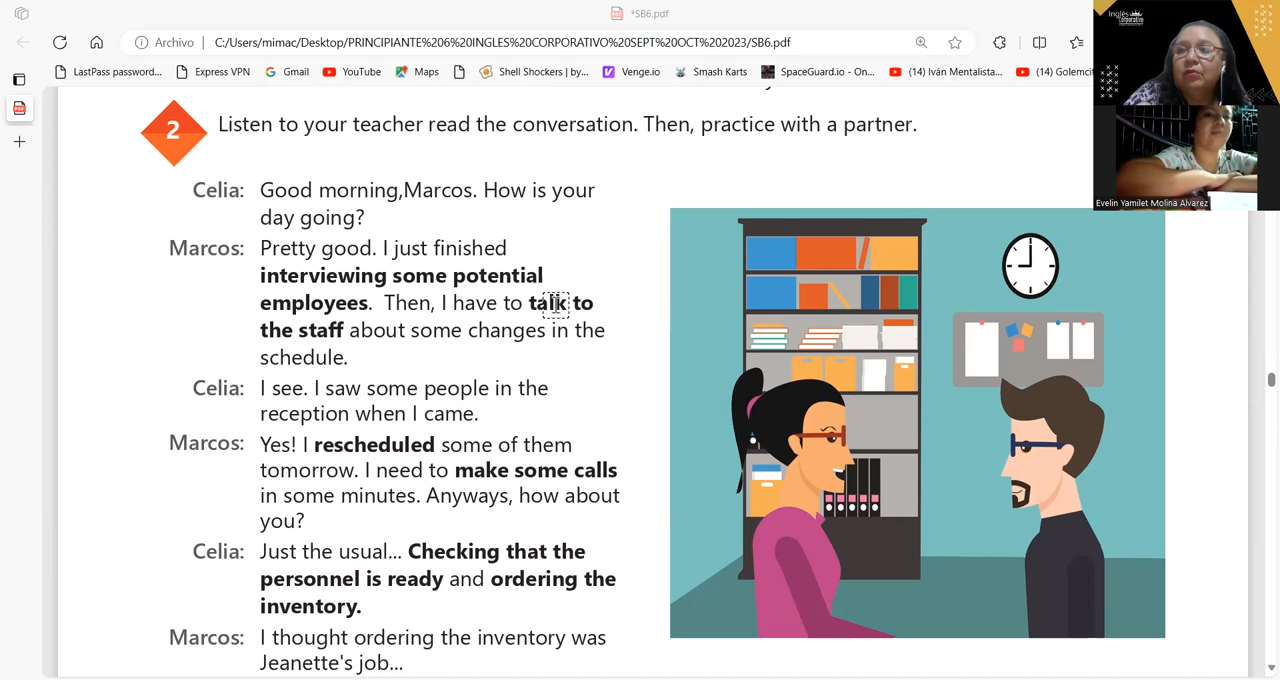 *SB6.pdf
Archivo
C:/Users/mimac/Desktop/PRINCIPIANTE%206%20INGLES%20CORPORATIVO%20SEPT%20OCT%202023/SB6.pdf
LastPass password...
Express VPN
Gmail
YouTube
Maps
Shell Shockers | by...
Venge.io
Smash Karts
SpaceGuard.io - On...
(14) Iván Mentalista...
(14) Golemcit
Inglés
Corporativo
Evelin Yamilet Molina Alvarez
2
Listen to your teacher read the conversation. Then, practice with a partner.
Celia: Good morning,Marcos. How is your
day going?
Marcos: Pretty good. I just finished
interviewing some potential
employees. Then, I have to talk to
the staff about some changes in the
schedule.
Celia: I see. I saw some people in the
reception when I came.
Marcos: Yes! I rescheduled some of them
tomorrow. I need to make some calls
in some minutes. Anyways, how about
you?
Celia: Just the usual... Checking that the
personnel is ready and ordering the
inventory.
Marcos: I thought ordering the inventory was
Jeanette's job...